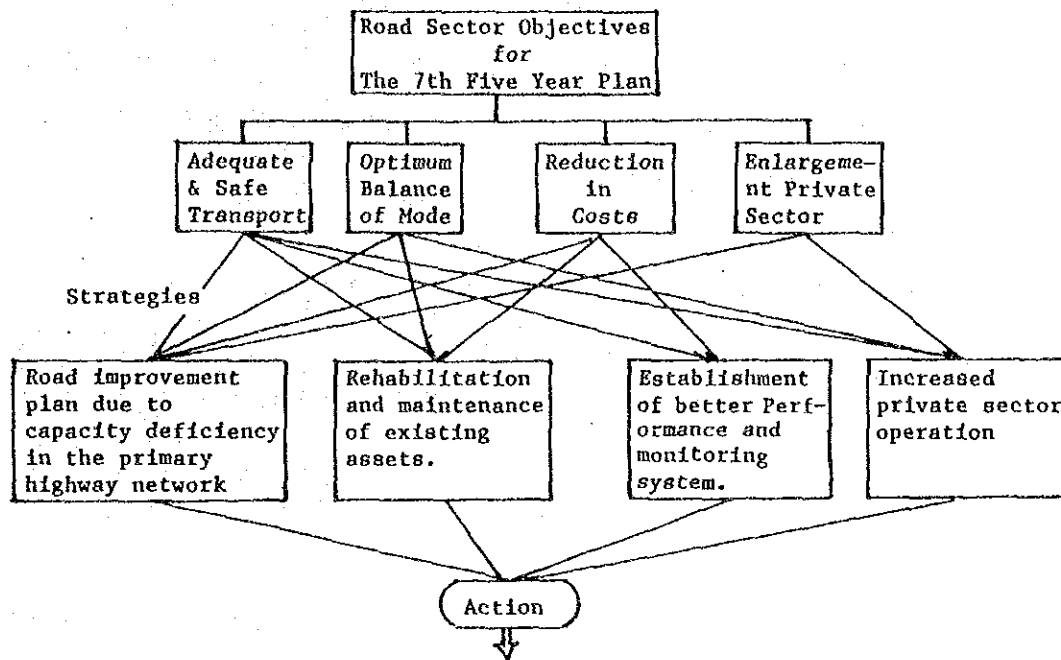 Road Sector Objectives
for
The 7th Five Year Plan
Adequate
& Safe
Transport
Optimum
Balance
of Mode
Reduction
in
Costs
Enlargeme-
nt Private
Sector
Strategies
Road improvement
plan due to
capacity deficiency
in the primary
highway network
Rehabilitation
and maintenance
of existing
assets.
Establishment
of better Perf-
ormance and
monitoring
system.
Increased
private sector
operation
Action